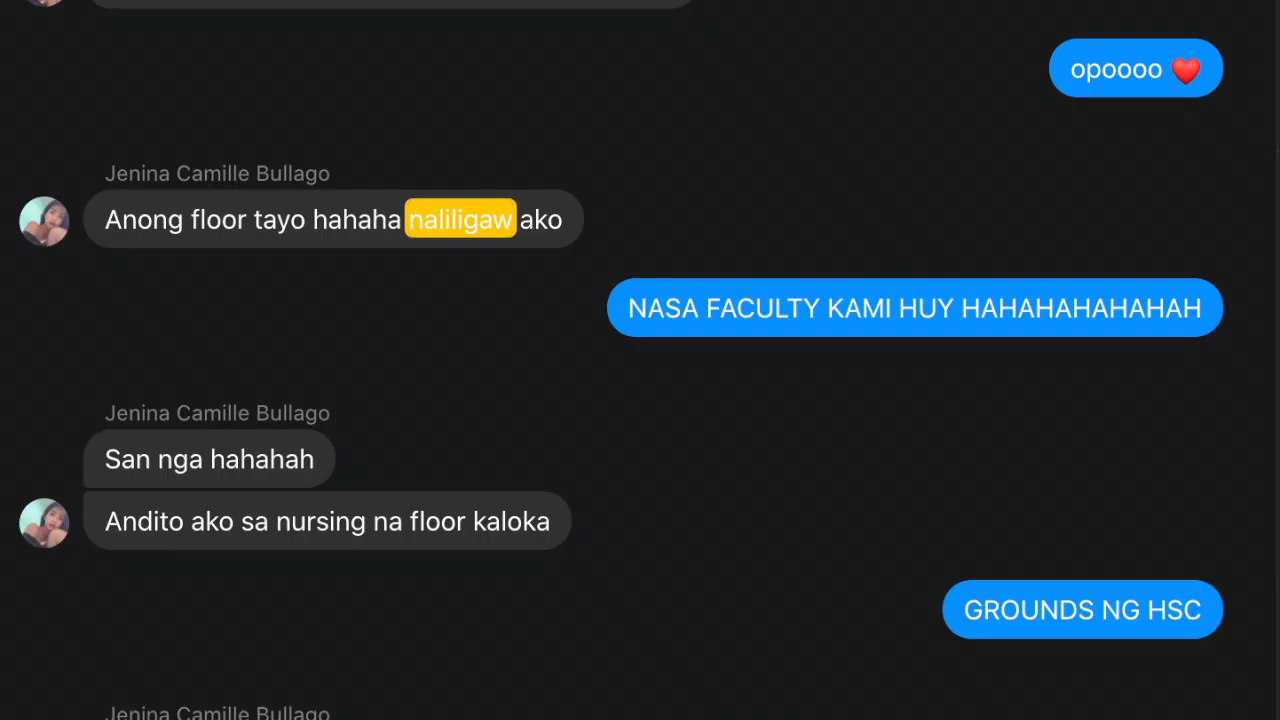 opoooo ❤️
Jenina Camille Bullago
Anong floor tayo hahaha naliligaw ako
NASA FACULTY KAMI HUY HAHAHAHAHAHAH
Jenina Camille Bullago
San nga hahahah
Andito ako sa nursing na floor kaloka
GROUNDS NG HSC
Jenina Camille Bullago